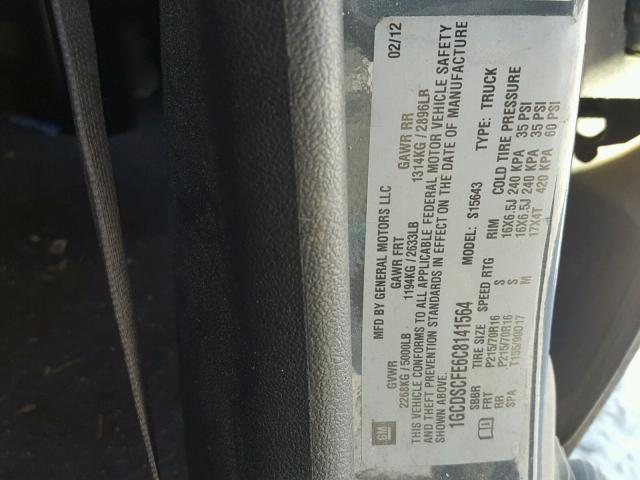 MFD BY GENERAL MOTORS LLC 02/12
GVWR GAWR FRT GAWR RR
2268KG / 5000LB 1194KG / 2633LB 1314KG / 2896LR
THIS VEHICLE CONFORMS TO ALL APPLICABLE FEDERAL MOTOR VEHICLE SAFETY
AND THEFT PREVENTION STANDARDS IN EFFECT ON THE DATE OF MANUFACTURE
1GCDSCFE6C8141564 MODEL: S15643 TYPE: TRUCK
SBBR TIRE SIZE SPEED RTG RIM COLD TIRE PRESSURE
FRT P215/70R16 S 16X6.5J 240 KPA 35 PSI
RR P215/70R16 S 16X6.5J 240 KPA 35 PSI
SPA T155/90D17 M 17X4T 420 KPA 60 PSI
GM